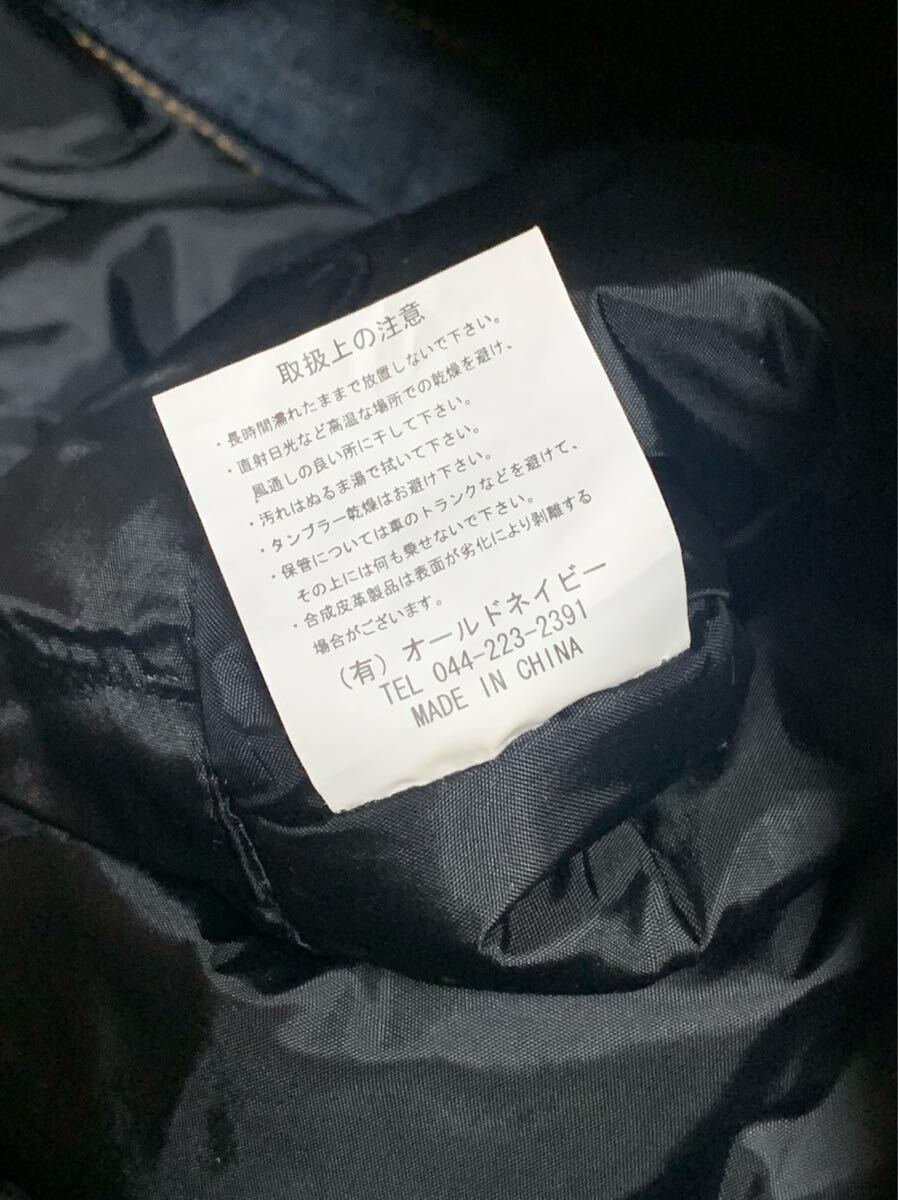 取扱上の注意
・長時間濡れたままで放置しないで下さい。
・直射日光など高温な場所での乾燥を避け、
風通しの良い所に干して下さい。
・汚れはぬるま湯で拭いて下さい。
・タンブラー乾燥はお避け下さい。
・保管については車のトランクなどを避けて、
その上には何も乗せないで下さい。
・合成皮革製品は表面が劣化により剥離する
場合がございます。
(有) オールドネイビー
TEL 044-223-2391
MADE IN CHINA